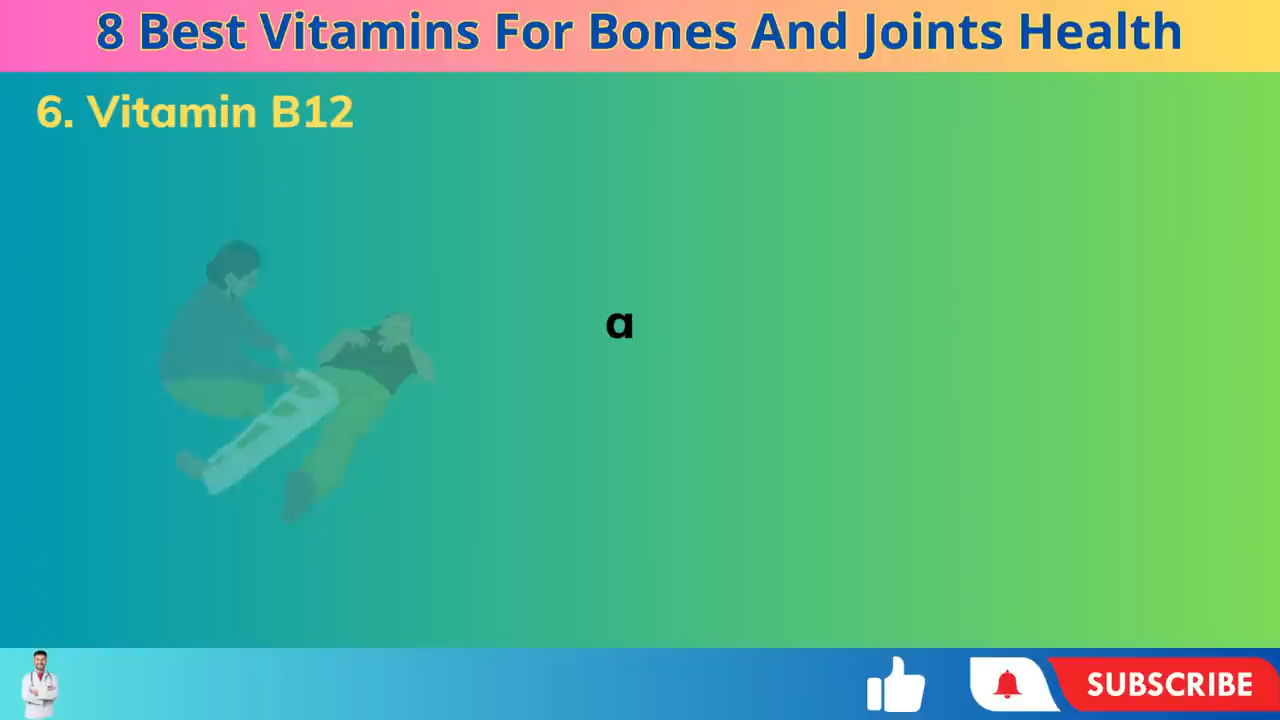 8 Best Vitamins For Bones And Joints Health
6. Vitamin B12
a
SUBSCRIBE